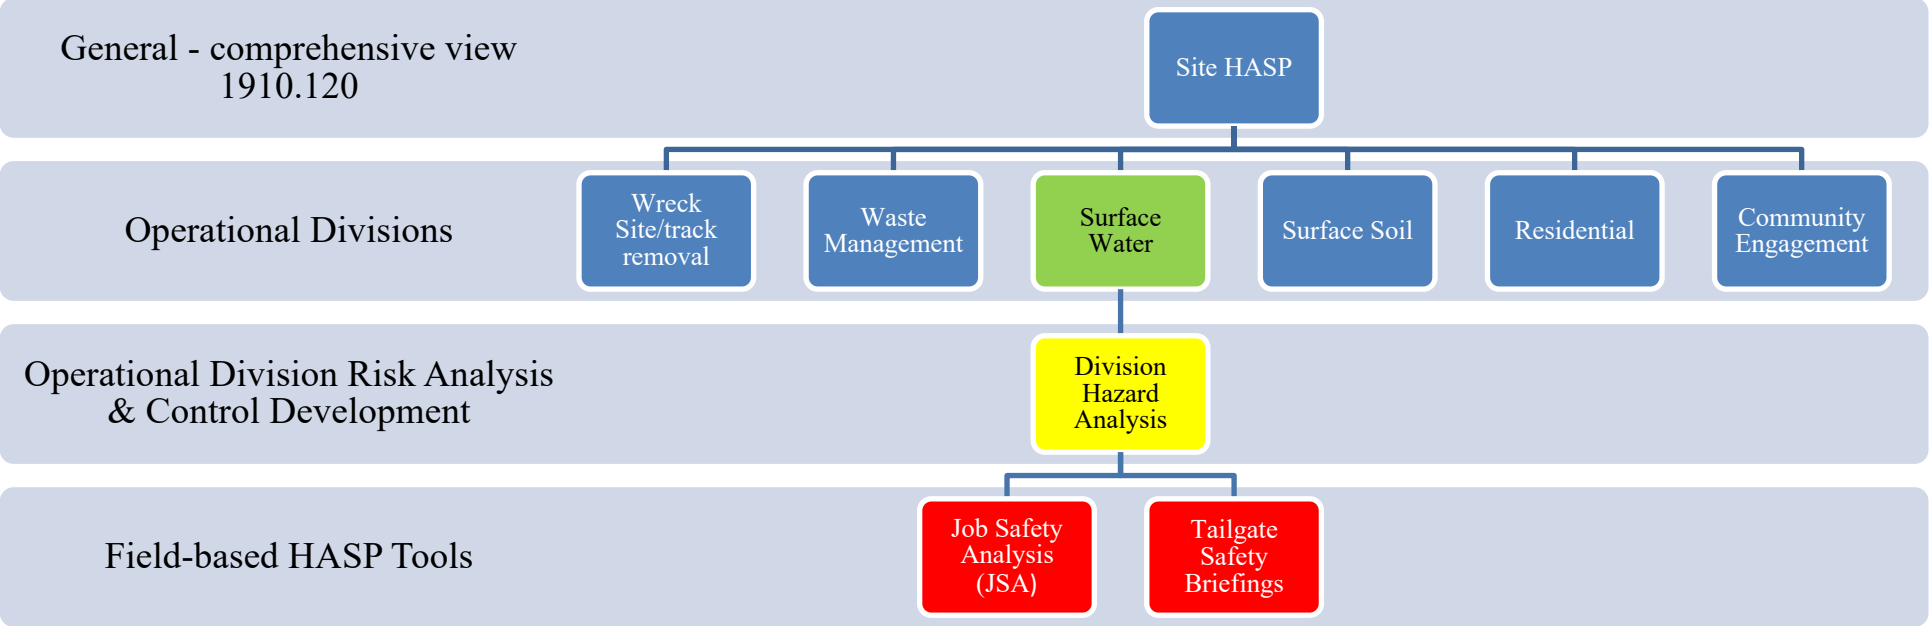 General - comprehensive view
1910.120
Site HASP
Operational Divisions
Wreck
Site/track
removal
Waste
Management
Surface
Water
Surface Soil
Residential
Community
Engagement
Operational Division Risk Analysis
& Control Development
Division
Hazard
Analysis
Field-based HASP Tools
Job Safety
Analysis
(JSA)
Tailgate
Safety
Briefings